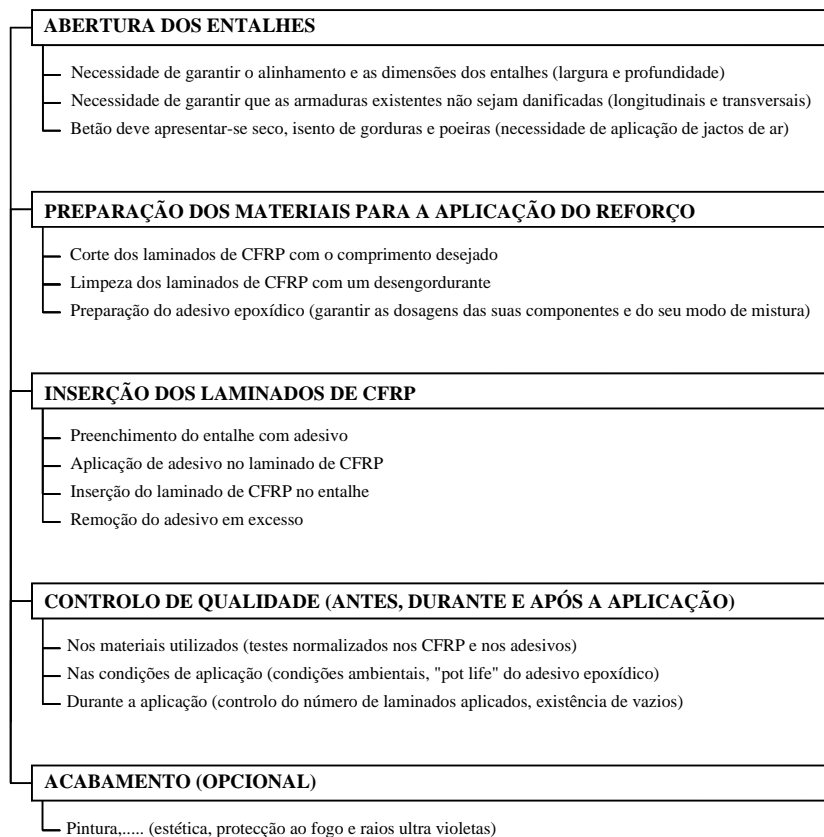 ABERTURA DOS ENTALHES
Necessidade de garantir o alinhamento e as dimensões dos entalhes (largura e profundidade)
Necessidade de garantir que as armaduras existentes não sejam danificadas (longitudinais e transversais)
Betão deve apresentar-se seco, isento de gorduras e poeiras (necessidade de aplicação de jactos de ar)
PREPARAÇÃO DOS MATERIAIS PARA A APLICAÇÃO DO REFORÇO
Corte dos laminados de CFRP com o comprimento desejado
Limpeza dos laminados de CFRP com um desengordurante
Preparação do adesivo epoxídico (garantir as dosagens das suas componentes e do seu modo de mistura)
INSERÇÃO DOS LAMINADOS DE CFRP
Preenchimento do entalhe com adesivo
Aplicação de adesivo no laminado de CFRP
Inserção do laminado de CFRP no entalhe
Remoção do adesivo em excesso
CONTROLO DE QUALIDADE (ANTES, DURANTE E APÓS A APLICAÇÃO)
Nos materiais utilizados (testes normalizados nos CFRP e nos adesivos)
Nas condições de aplicação (condições ambientais, "pot life" do adesivo epoxídico)
Durante a aplicação (controlo do número de laminados aplicados, existência de vazios)
ACABAMENTO (OPCIONAL)
Pintura,..... (estética, protecção ao fogo e raios ultra violetas)